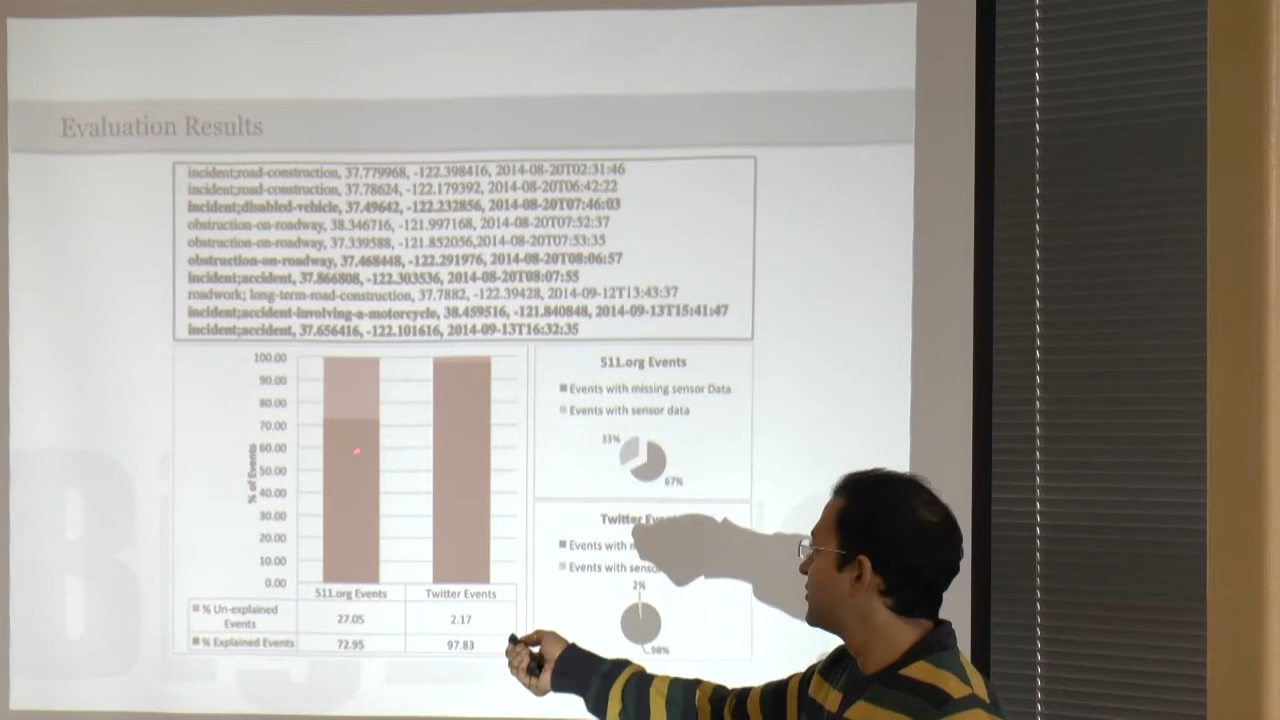 Evaluation Results
incident;road-construction, 37.779968, -122.398416, 2014-08-20T02:31:46
incident;road-construction, 37.78624, -122.179392, 2014-08-20T06:42:22
incident;disabled-vehicle, 37.49642, -122.232856, 2014-08-20T07:46:03
obstruction-on-roadway, 38.346716, -121.997168, 2014-08-20T07:52:37
obstruction-on-roadway, 37.339588, -121.852056,2014-08-20T07:53:35
obstruction-on-roadway, 37.468448, -122.291976, 2014-08-20T08:06:57
incident;accident, 37.866808, -122.303536, 2014-08-20T08:07:55
roadwork; long-term-road-construction, 37.7882, -122.39428, 2014-09-12T13:43:37
incident;accident-involving-a-motorcycle, 38.459516, -121.840848, 2014-09-13T15:41:47
incident;accident, 37.656416, -122.101616, 2014-09-13T16:32:35
% of Events
100.00
90.00
80.00
70.00
60.00
50.00
40.00
30.00
20.00
10.00
0.00
511.org Events Twitter Events
% Un-explained
Events 27.05 2.17
% Explained Events 72.95 97.83
511.org Events
Events with missing sensor Data
Events with sensor data
33%
67%
Twitter
Events with
Events with
2%
98%